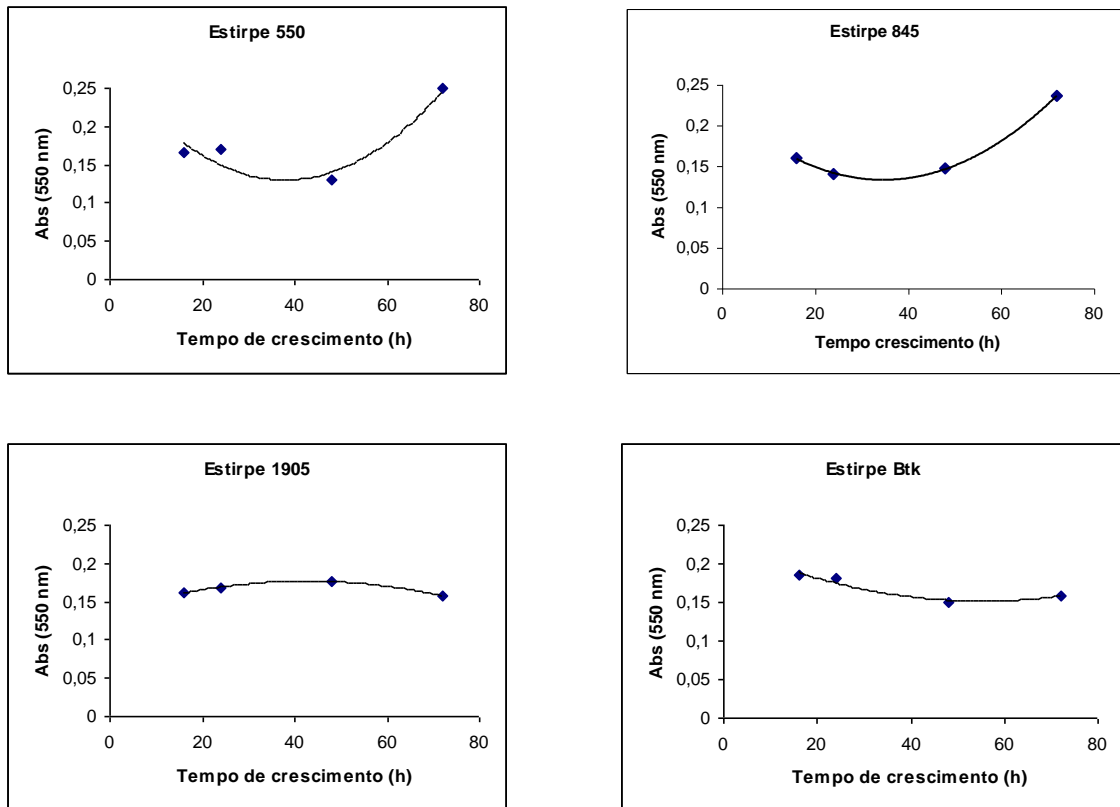 Estirpe 550
0,25
0,2
0,15
0,1
0,05
0
0 20 40 60 80
Abs (550 nm)
Tempo de crescimento (h)
Estirpe 845
0,25
0,2
0,15
0,1
0,05
0
0 20 40 60 80
Abs (550 nm)
Tempo crescimento (h)
Estirpe 1905
0,25
0,2
0,15
0,1
0,05
0
0 20 40 60 80
Abs (550 nm)
Tempo de crescimento (h)
Estirpe Btk
0,25
0,2
0,15
0,1
0,05
0
0 20 40 60 80
Abs (550 nm)
Tempo de crescimento (h)